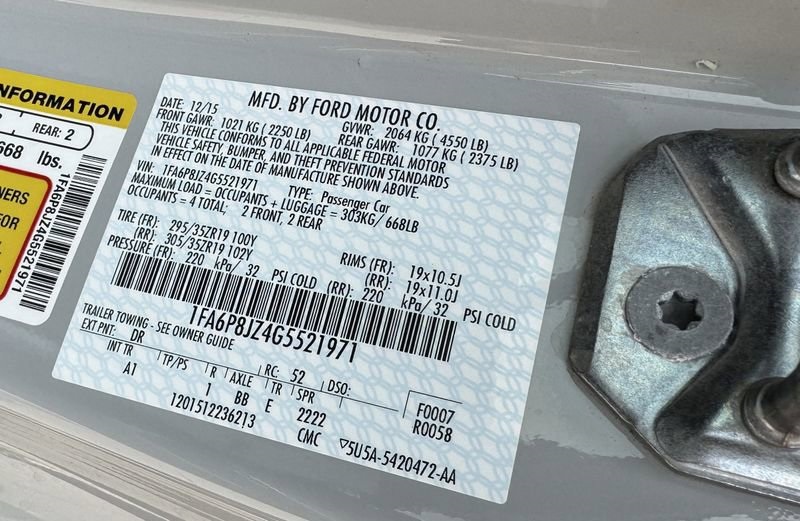 NFORMATION
REAR: 2
668 lbs.
NERS
FOR
1FA6P8JZ4G5521971
MFD. BY FORD MOTOR CO.
DATE: 12/15 GVWR: 2064 KG ( 4550 LB)
FRONT GAWR: 1021 KG ( 2250 LB) REAR GAWR: 1077 KG ( 2375 LB)
THIS VEHICLE CONFORMS TO ALL APPLICABLE FEDERAL MOTOR
VEHICLE SAFETY, BUMPER, AND THEFT PREVENTION STANDARDS
IN EFFECT ON THE DATE OF MANUFACTURE SHOWN ABOVE.
VIN: 1FA6P8JZ4G5521971 TYPE: Passenger Car
MAXIMUM LOAD = OCCUPANTS + LUGGAGE = 303KG/ 668LB
OCCUPANTS = 4 TOTAL, 2 FRONT, 2 REAR
TIRE (FR): 295/35ZR19 100Y RIMS (FR): 19x10.5J
(RR): 305/35ZR19 102Y (RR): 19x11.0J
PRESSURE (FR): 220 kPa/ 32 PSI COLD (RR): 220 kPa/ 32 PSI COLD
1FA6P8JZ4G5521971
TRAILER TOWING - SEE OWNER GUIDE
EXT PNT: DR RC: 52 DSO:
INT TR TP/PS R AXLE TR SPR
A1 1 BB E 2222
F0007
R0058
1201512236213 CMC ▽5U5A-5420472-AA